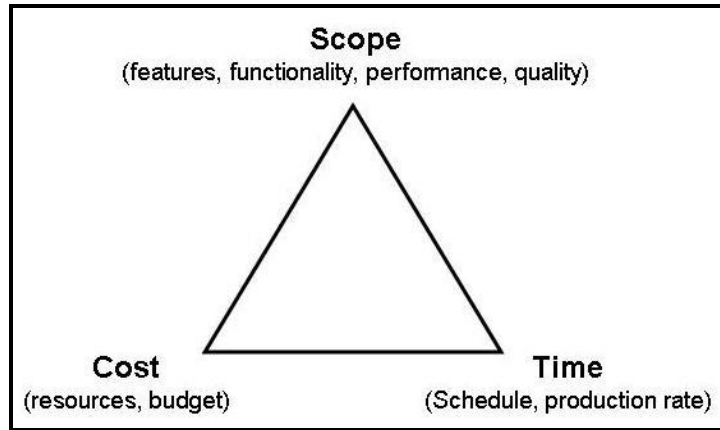 Scope
(features, functionality, performance, quality)
Cost
(resources, budget)
Time
(Schedule, production rate)